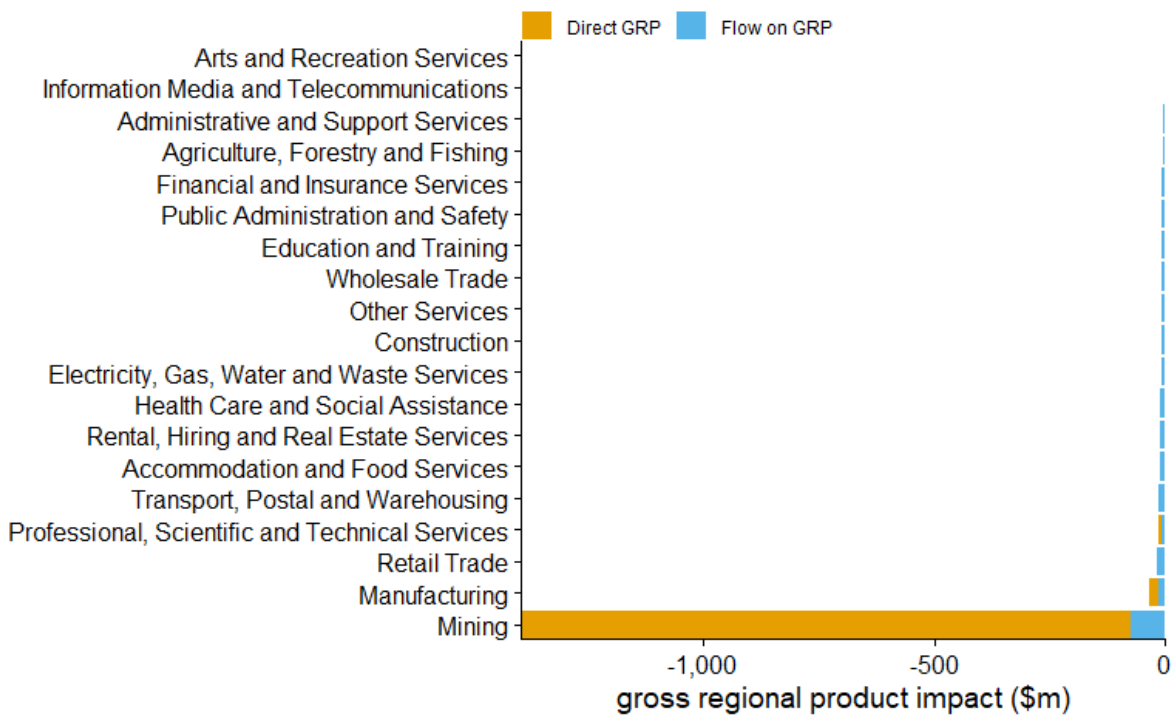 Direct GRP Flow on GRP
Arts and Recreation Services
Information Media and Telecommunications
Administrative and Support Services
Agriculture, Forestry and Fishing
Financial and Insurance Services
Public Administration and Safety
Education and Training
Wholesale Trade
Other Services
Construction
Electricity, Gas, Water and Waste Services
Health Care and Social Assistance
Rental, Hiring and Real Estate Services
Accommodation and Food Services
Transport, Postal and Warehousing
Professional, Scientific and Technical Services
Retail Trade
Manufacturing
Mining
-1,000 -500 0
gross regional product impact ($m)